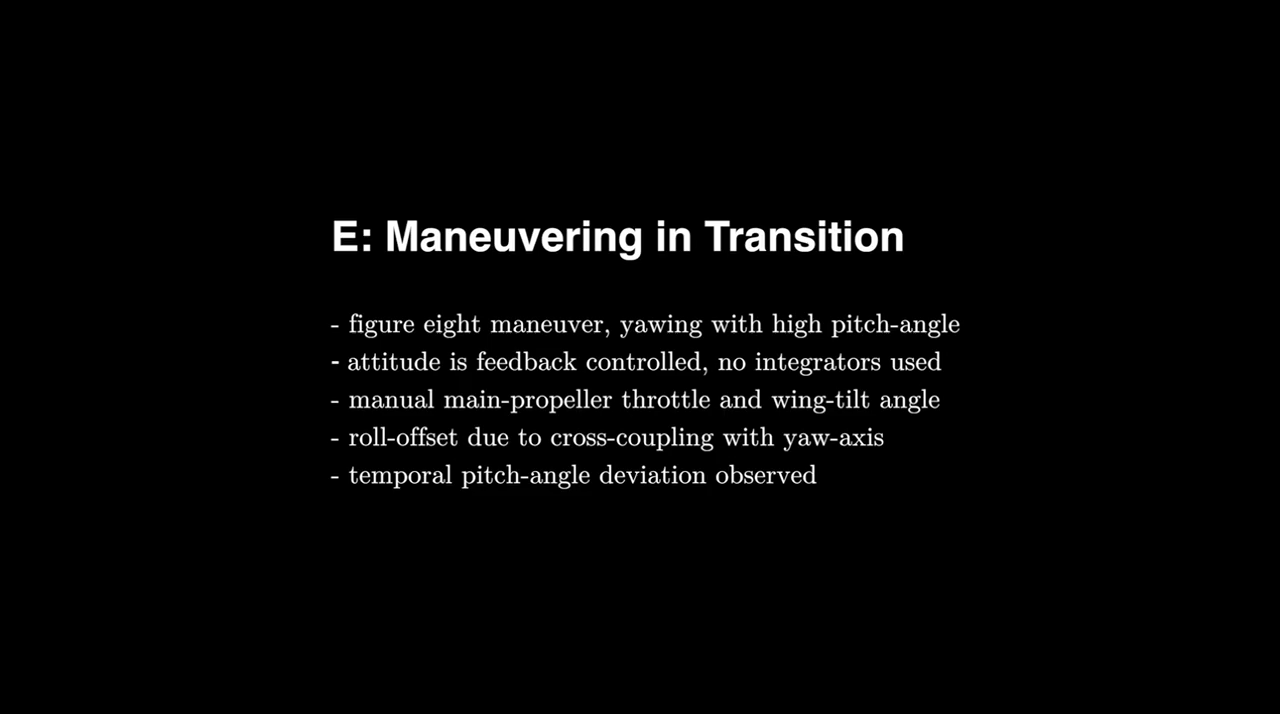 E: Maneuvering in Transition
- figure eight maneuver, yawing with high pitch-angle
- attitude is feedback controlled, no integrators used
- manual main-propeller throttle and wing-tilt angle
- roll-offset due to cross-coupling with yaw-axis
- temporal pitch-angle deviation observed